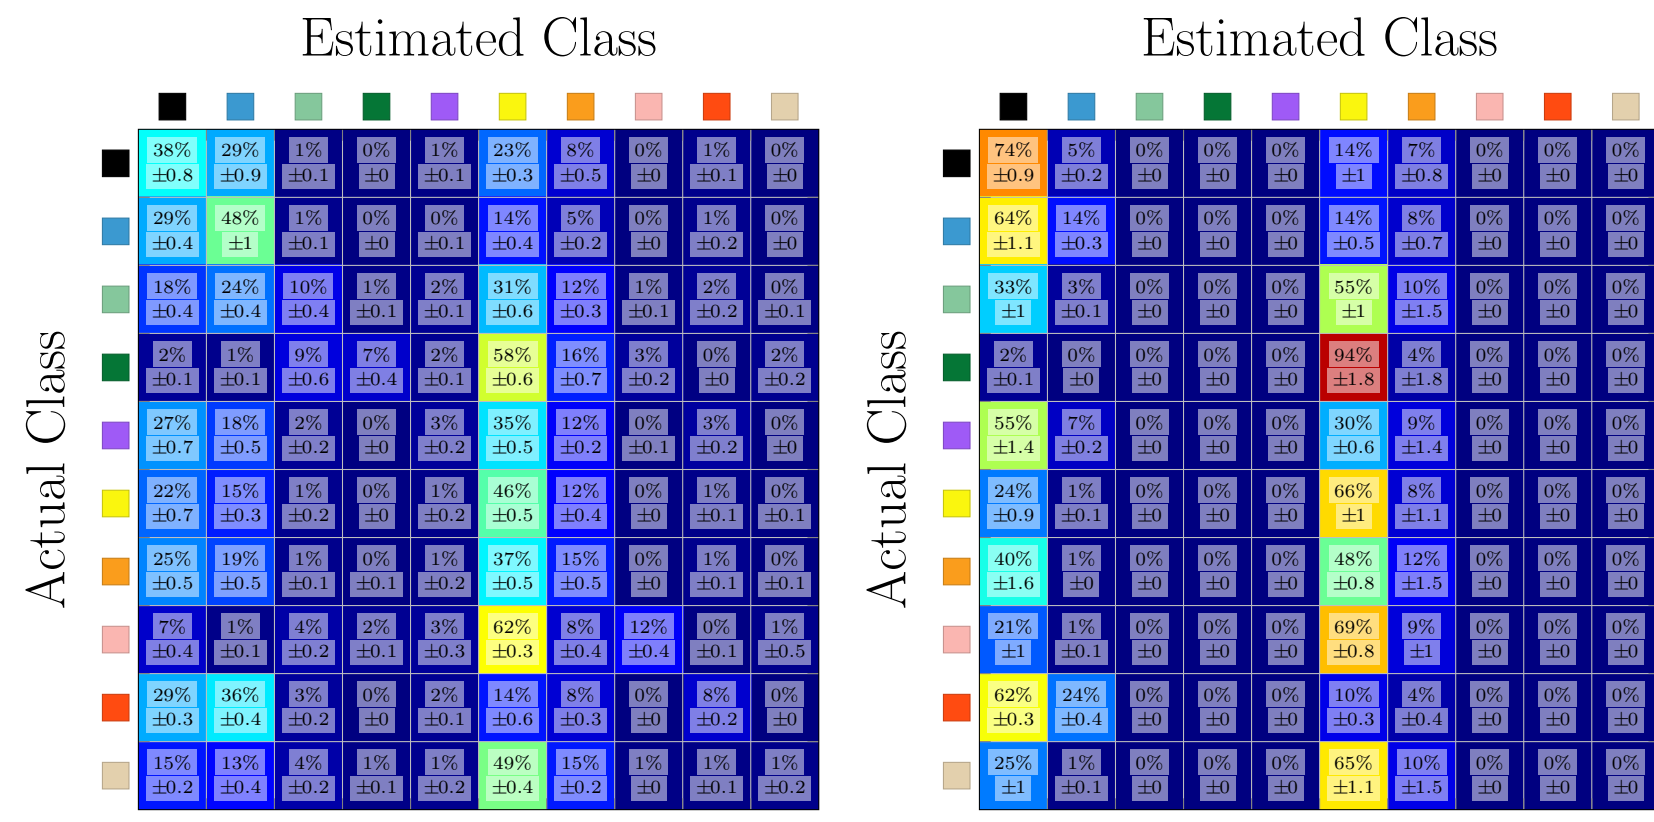 Estimated Class
Actual Class
38% 29% 1% 0% 1% 23% 8% 0% 1% 0%
±0.8 ±0.9 ±0.1 ±0 ±0.1 ±0.3 ±0.5 ±0 ±0.1 ±0
29% 48% 1% 0% 0% 14% 5% 0% 1% 0%
±0.4 ±1 ±0.1 ±0 ±0.1 ±0.4 ±0.2 ±0 ±0.2 ±0
18% 24% 10% 1% 2% 31% 12% 1% 2% 0%
±0.4 ±0.4 ±0.4 ±0.1 ±0.1 ±0.6 ±0.3 ±0.1 ±0.2 ±0.1
2% 1% 9% 7% 2% 58% 16% 3% 0% 2%
±0.1 ±0.1 ±0.6 ±0.4 ±0.1 ±0.6 ±0.7 ±0.2 ±0 ±0.2
27% 18% 2% 0% 3% 35% 12% 0% 3% 0%
±0.7 ±0.5 ±0.2 ±0 ±0.2 ±0.5 ±0.2 ±0.1 ±0.2 ±0
22% 15% 1% 0% 1% 46% 12% 0% 1% 0%
±0.7 ±0.3 ±0.2 ±0 ±0.2 ±0.5 ±0.4 ±0 ±0.1 ±0.1
25% 19% 1% 0% 1% 37% 15% 0% 1% 0%
±0.5 ±0.5 ±0.1 ±0.1 ±0.2 ±0.5 ±0.5 ±0 ±0.1 ±0.1
7% 1% 4% 2% 3% 62% 8% 12% 0% 1%
±0.4 ±0.1 ±0.2 ±0.1 ±0.3 ±0.3 ±0.4 ±0.4 ±0.1 ±0.5
29% 36% 3% 0% 2% 14% 8% 0% 8% 0%
±0.3 ±0.4 ±0.2 ±0 ±0.1 ±0.6 ±0.3 ±0 ±0.2 ±0
15% 13% 4% 1% 1% 49% 15% 1% 1% 1%
±0.2 ±0.4 ±0.2 ±0.1 ±0.2 ±0.4 ±0.2 ±0 ±0.1 ±0.2
Estimated Class
Actual Class
74% 5% 0% 0% 0% 14% 7% 0% 0% 0%
±0.9 ±0.2 ±0 ±0 ±0 ±1 ±0.8 ±0 ±0 ±0
64% 14% 0% 0% 0% 14% 8% 0% 0% 0%
±1.1 ±0.3 ±0 ±0 ±0 ±0.5 ±0.7 ±0 ±0 ±0
33% 3% 0% 0% 0% 55% 10% 0% 0% 0%
±1 ±0.1 ±0 ±0 ±0 ±1 ±1.5 ±0 ±0 ±0
2% 0% 0% 0% 0% 94% 4% 0% 0% 0%
±0.1 ±0 ±0 ±0 ±0 ±1.8 ±1.8 ±0 ±0 ±0
55% 7% 0% 0% 0% 30% 9% 0% 0% 0%
±1.4 ±0.2 ±0 ±0 ±0 ±0.6 ±1.4 ±0 ±0 ±0
24% 1% 0% 0% 0% 66% 8% 0% 0% 0%
±0.9 ±0.1 ±0 ±0 ±0 ±1 ±1.1 ±0 ±0 ±0
40% 1% 0% 0% 0% 48% 12% 0% 0% 0%
±1.6 ±0 ±0 ±0 ±0 ±0.8 ±1.5 ±0 ±0 ±0
21% 1% 0% 0% 0% 69% 9% 0% 0% 0%
±1 ±0.1 ±0 ±0 ±0 ±0.8 ±1 ±0 ±0 ±0
62% 24% 0% 0% 0% 10% 4% 0% 0% 0%
±0.3 ±0.4 ±0 ±0 ±0 ±0.3 ±0.4 ±0 ±0 ±0
25% 1% 0% 0% 0% 65% 10% 0% 0% 0%
±1 ±0.1 ±0 ±0 ±0 ±1.1 ±1.5 ±0 ±0 ±0